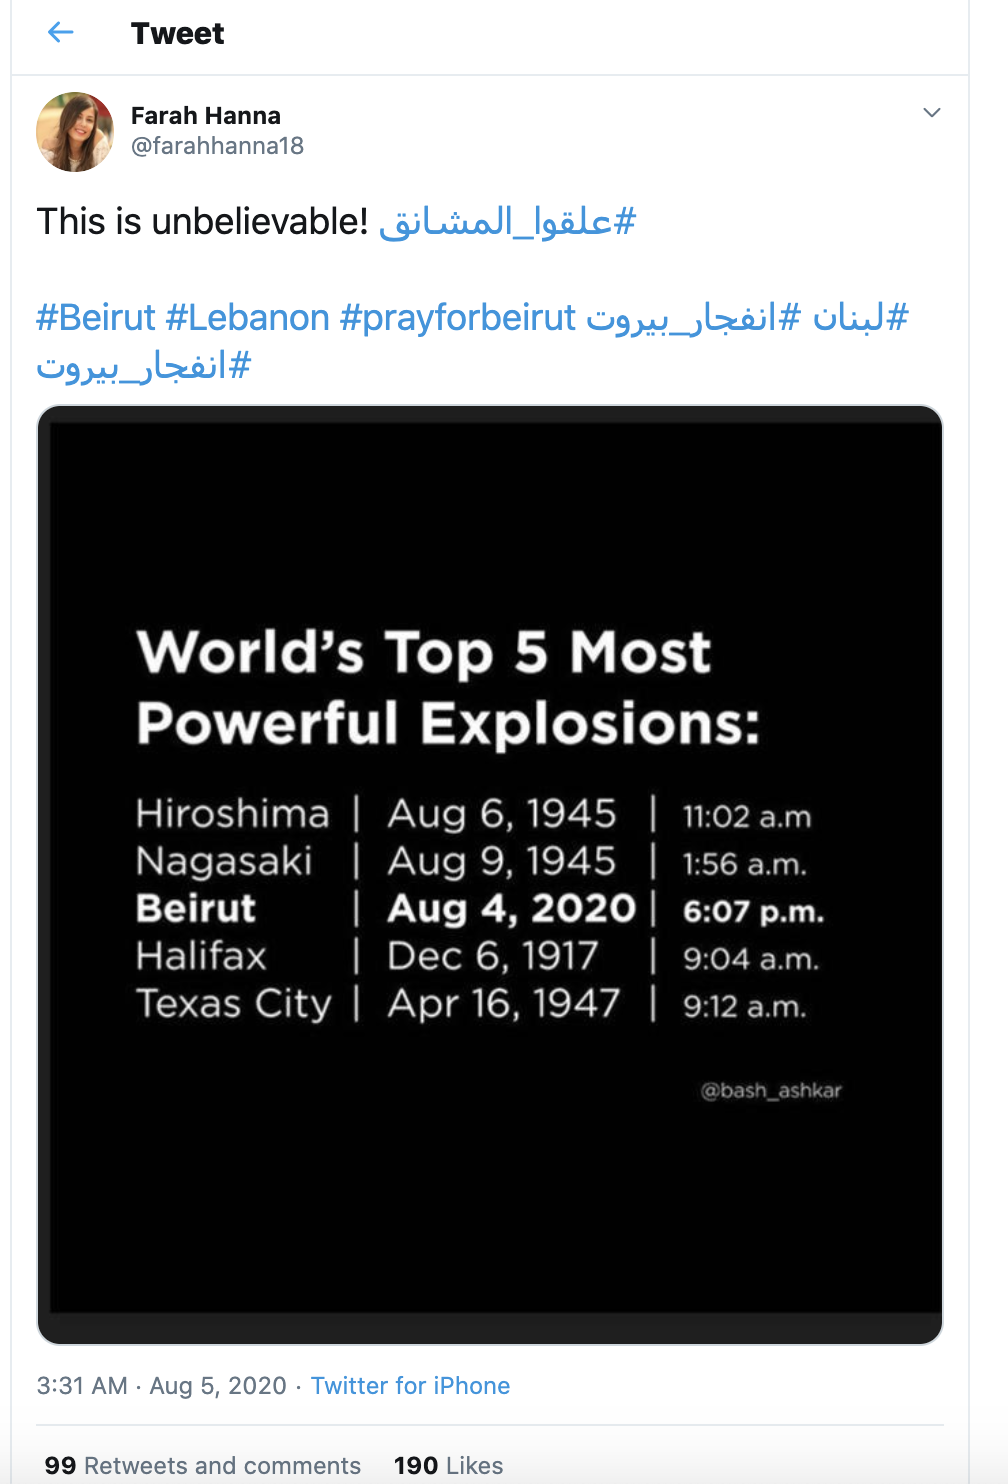 Tweet
Farah Hanna
@farahhanna18
This is unbelievable! #علقوا_المشانق
#Beirut #Lebanon #prayforbeirut #لبنان #انفجار_بيروت
#انفجار_بيروت
World's Top 5 Most
Powerful Explosions:
Hiroshima | Aug 6, 1945 | 11:02 a.m
Nagasaki | Aug 9, 1945 | 1:56 a.m.
Beirut | Aug 4, 2020 | 6:07 p.m.
Halifax | Dec 6, 1917 | 9:04 a.m.
Texas City | Apr 16, 1947 | 9:12 a.m.
@bash_ashkar
3:31 AM · Aug 5, 2020 · Twitter for iPhone
99 Retweets and comments 190 Likes